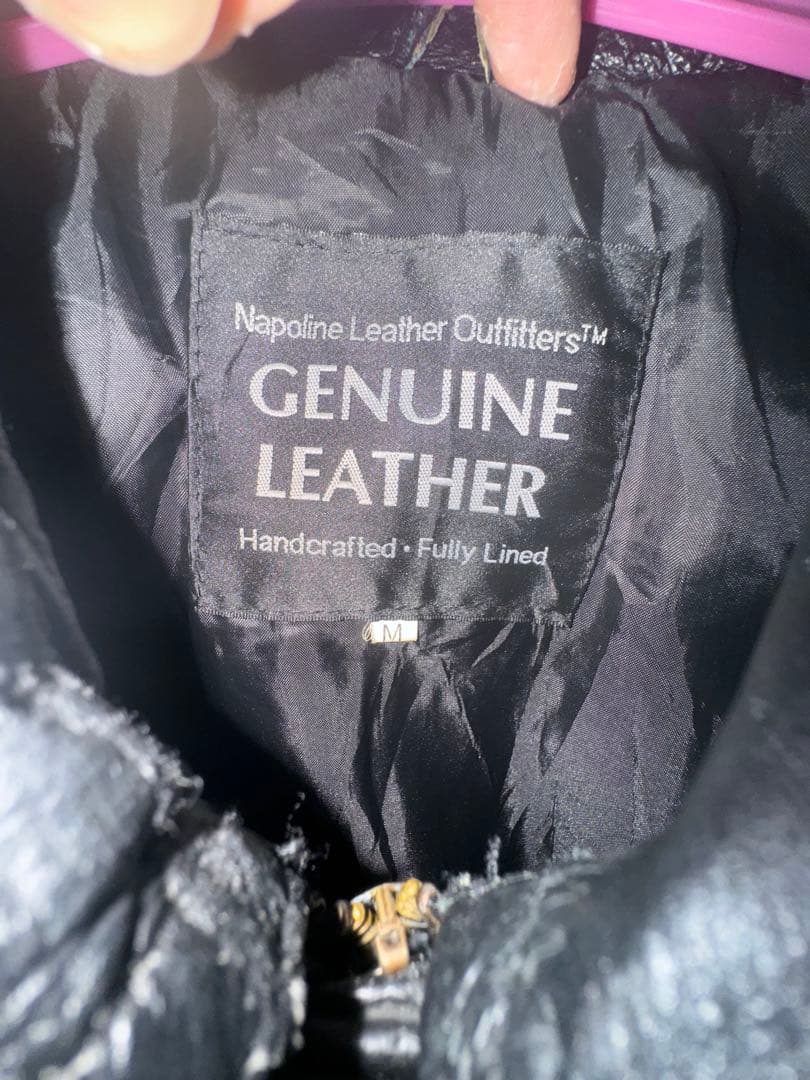 Napoline Leather Outfitters™
GENUINE
LEATHER
Handcrafted · Fully Lined
M